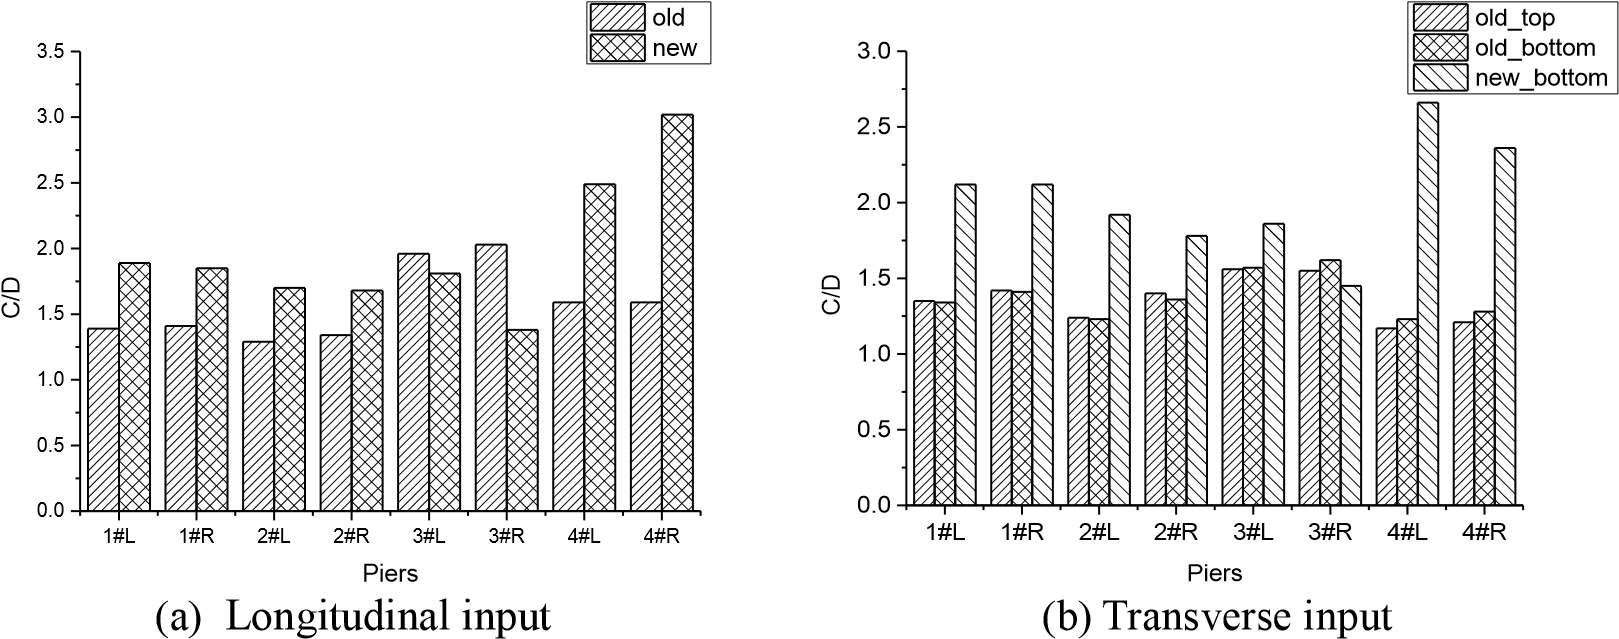 old
new
3.5
3.0
2.5
2.0
1.5
1.0
0.5
0.0
C/D
1#L 1#R 2#L 2#R 3#L 3#R 4#L 4#R
Piers
(a) Longitudinal input
old_top
old_bottom
new_bottom
3.0
2.5
2.0
1.5
1.0
0.5
0.0
C/D
1#L 1#R 2#L 2#R 3#L 3#R 4#L 4#R
Piers
(b) Transverse input